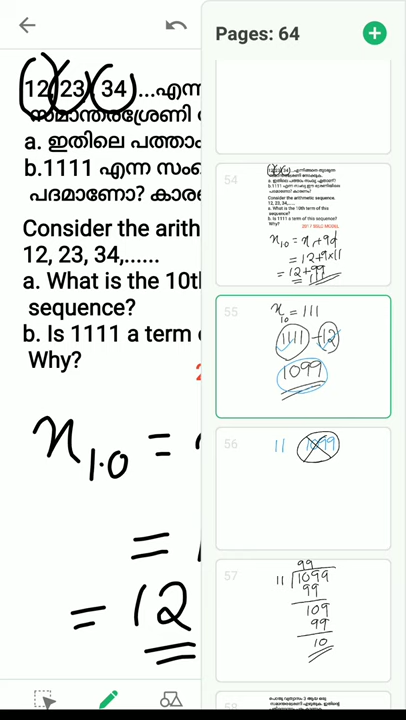 Pages: 64
12, 23, 34 ...എന്ന
സമാന്തരശ്രേണി
a. ഇതിലെ പത്താം
b.1111 എന്ന
പദമാണോ?
Consider the arith
12, 23, 34,......
a. What is the 10t
sequence?
b. Is 1111 a term
Why?
x10 =
=
= 12
54
Consider the arithmetic sequence,
12, 23, 34,......
a. What is the 10th term of this
sequence?
b. Is 1111 a term of this sequence?
Why?
2017 SSLC MODEL
x10 = x1+9d
= 12+9×11
= 12+99
55
x10 = 111
1111 - 12
1099
56
11 1099
57
99
11 1099
99
109
99
10
58